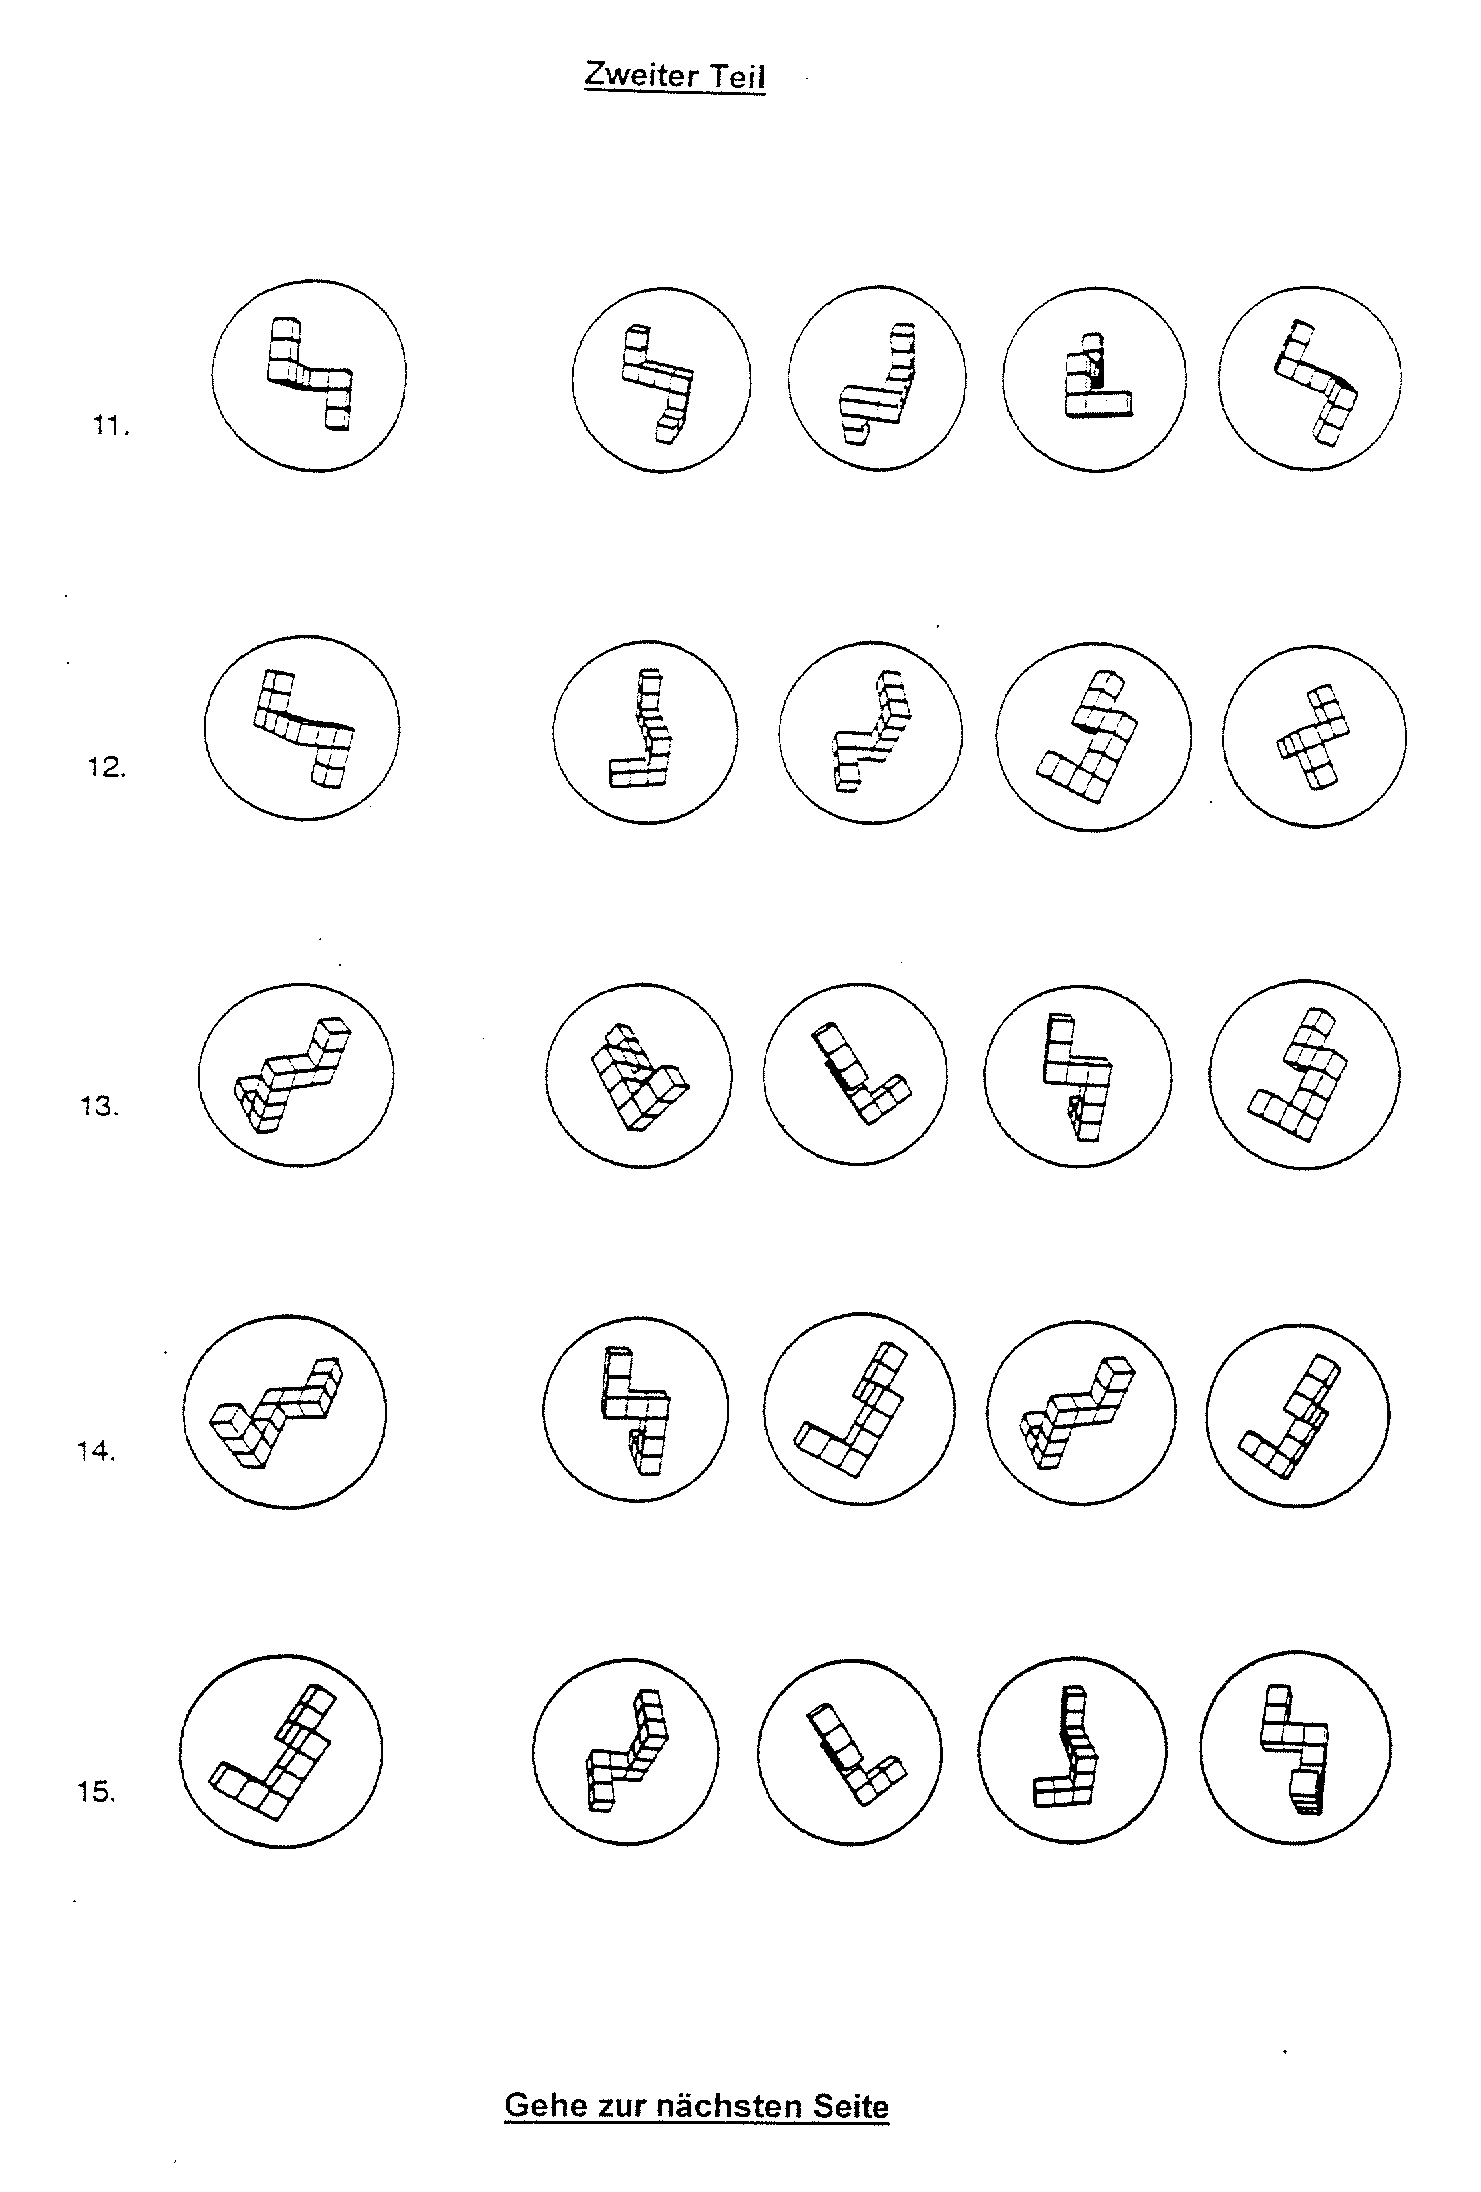 Zweiter Teil
11.
12.
13.
14.
15.
Gehe zur nächsten Seite